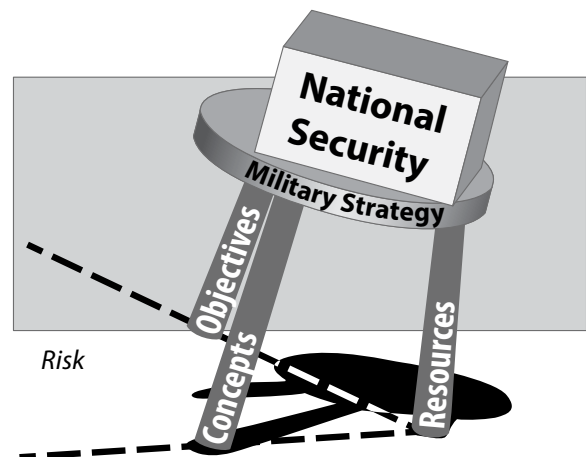 National
Security
Military Strategy
Objectives
Concepts
Resources
Risk